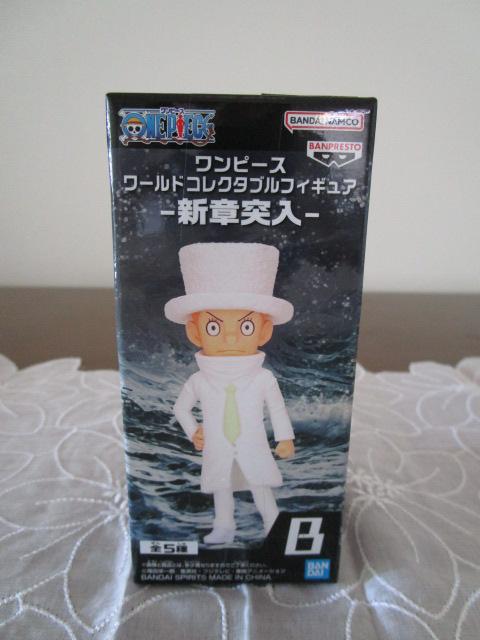 ワンピース
ONE PIECE
BANDAI NAMCO
BANPRESTO
ワンピース
ワールドコレクタブルフィギュア
-新章突入-
B
全5種
BANDAI
BANDAI SPIRITS MADE IN CHINA